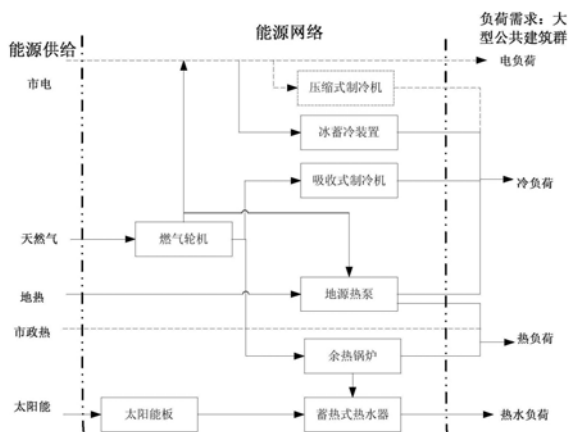 能源供给
能源网络
负荷需求：大
型公共建筑群
市电
电负荷
压缩式制冷机
冰蓄冷装置
吸收式制冷机
冷负荷
天然气
燃气轮机
地热
地源热泵
市政热
热负荷
余热锅炉
太阳能
太阳能板
蓄热式热水器
热水负荷